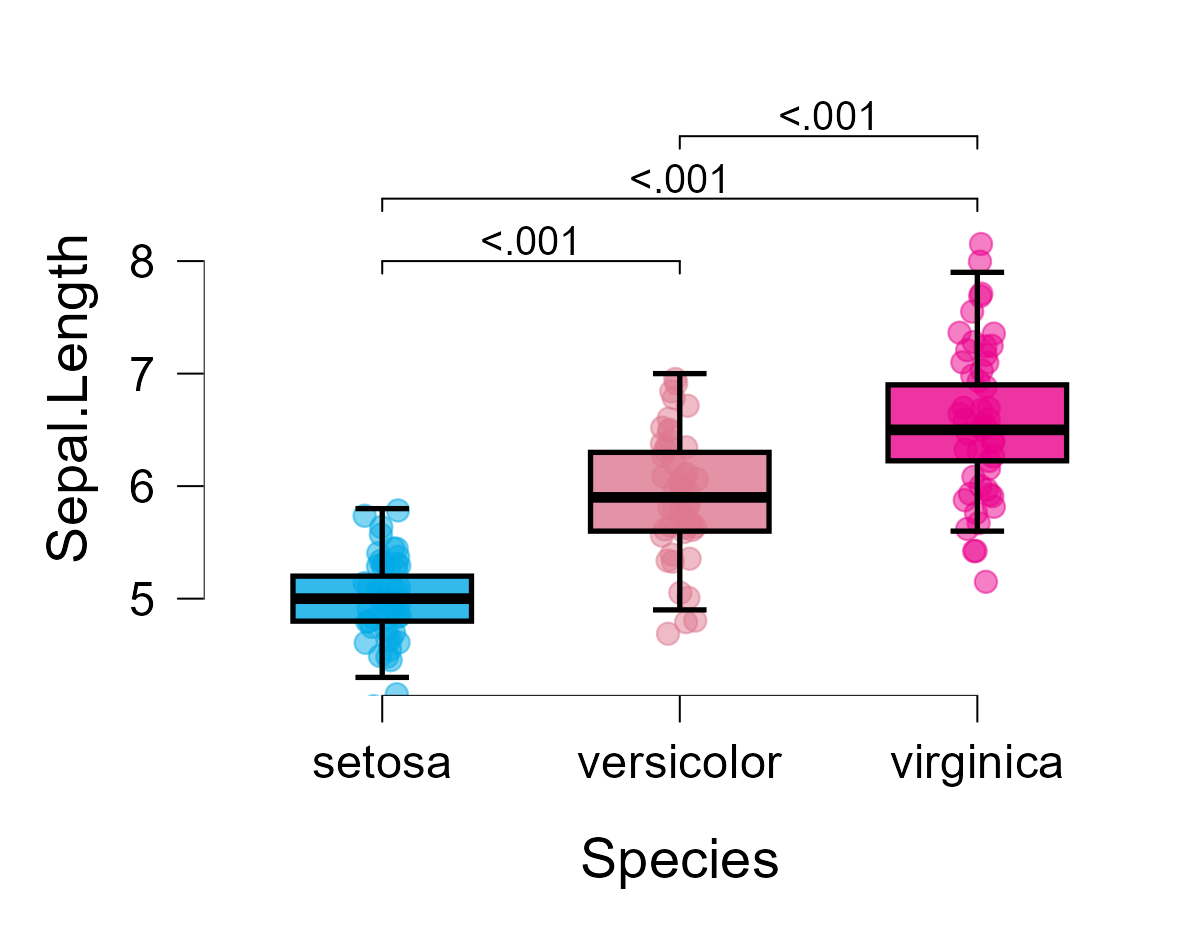 <.001
<.001
<.001
Sepal.Length
8
7
6
5
setosa
versicolor
virginica
Species